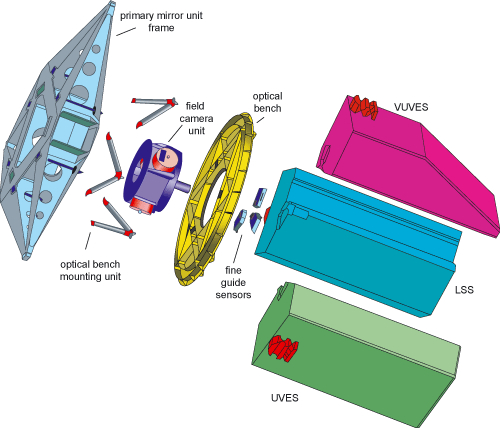 primary mirror unit
frame
optical
bench
field
camera
unit
VUVES
optical bench
mounting unit
fine
guide
sensors
LSS
UVES